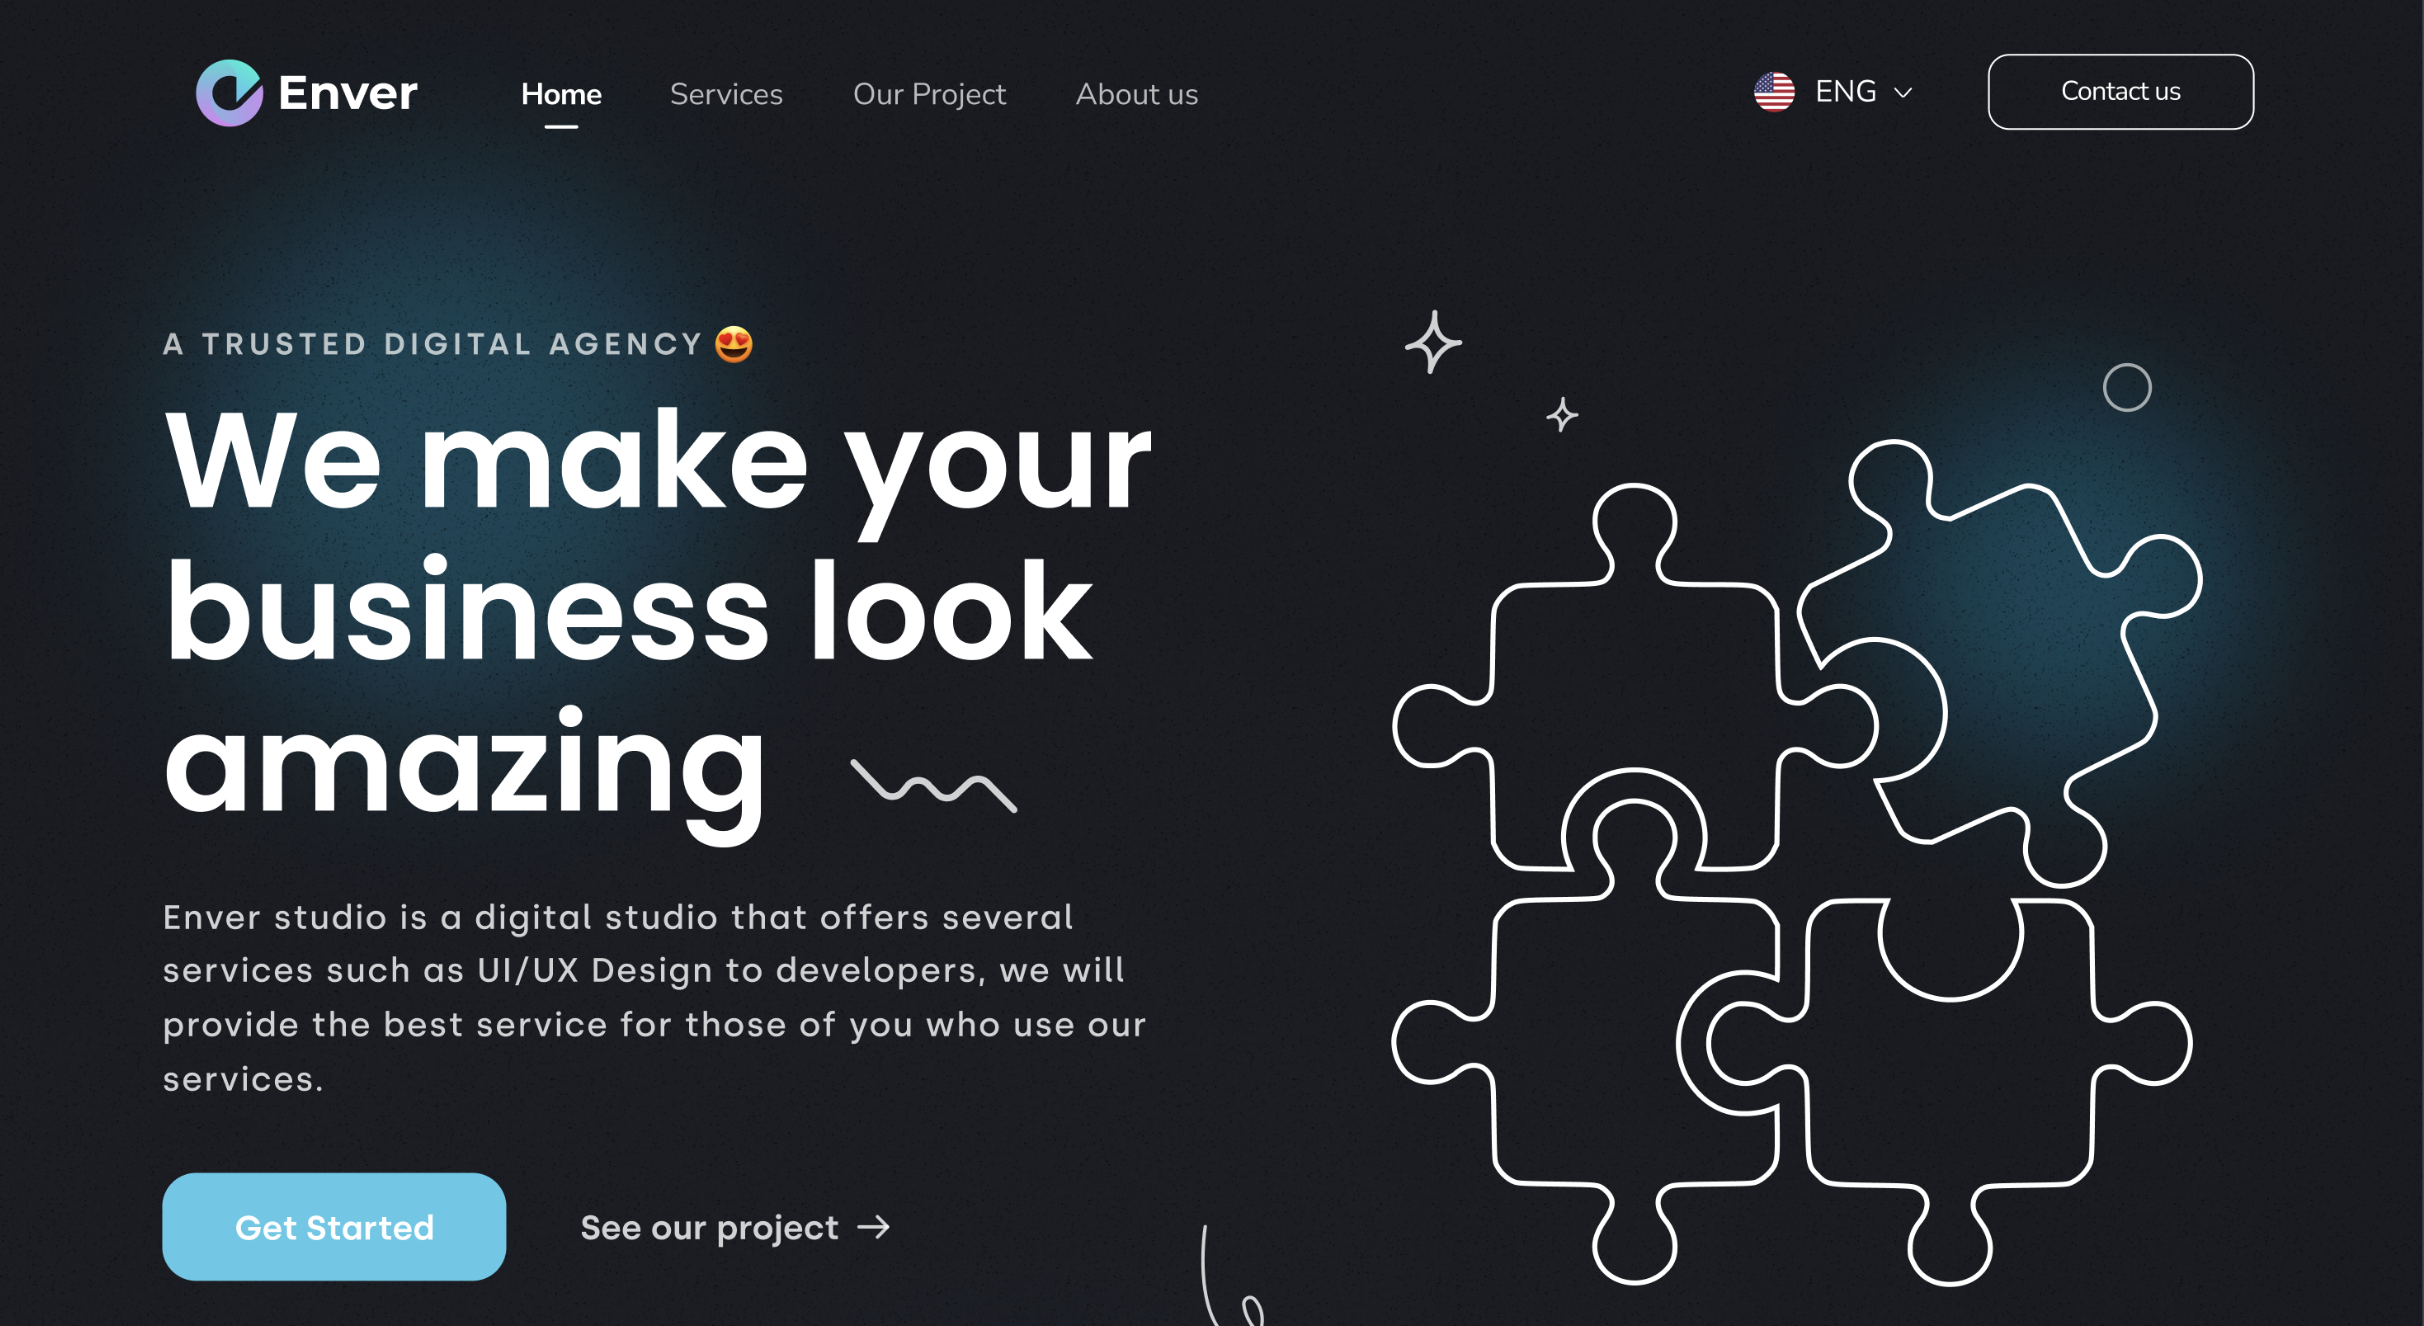 Enver
Home
Services
Our Project
About us
ENG
Contact us
A TRUSTED DIGITAL AGENCY 😍
We make your
business look
amazing
Enver studio is a digital studio that offers several
services such as UI/UX Design to developers, we will
provide the best service for those of you who use our
services.
Get Started
See our project →